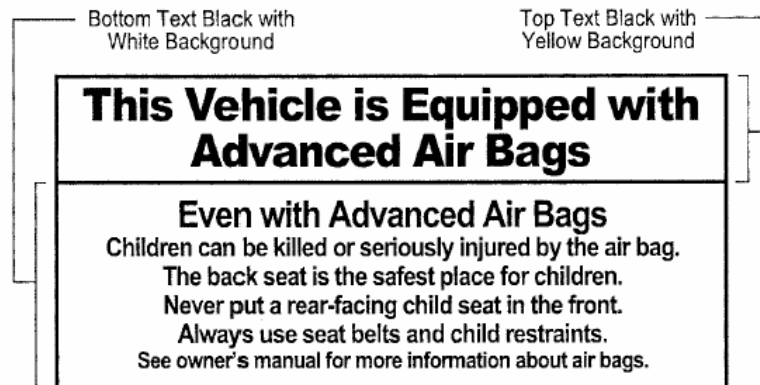 Bottom Text Black with
White Background
Top Text Black with
Yellow Background
This Vehicle is Equipped with
Advanced Air Bags
Even with Advanced Air Bags
Children can be killed or seriously injured by the air bag.
The back seat is the safest place for children.
Never put a rear-facing child seat in the front.
Always use seat belts and child restraints.
See owner's manual for more information about air bags.